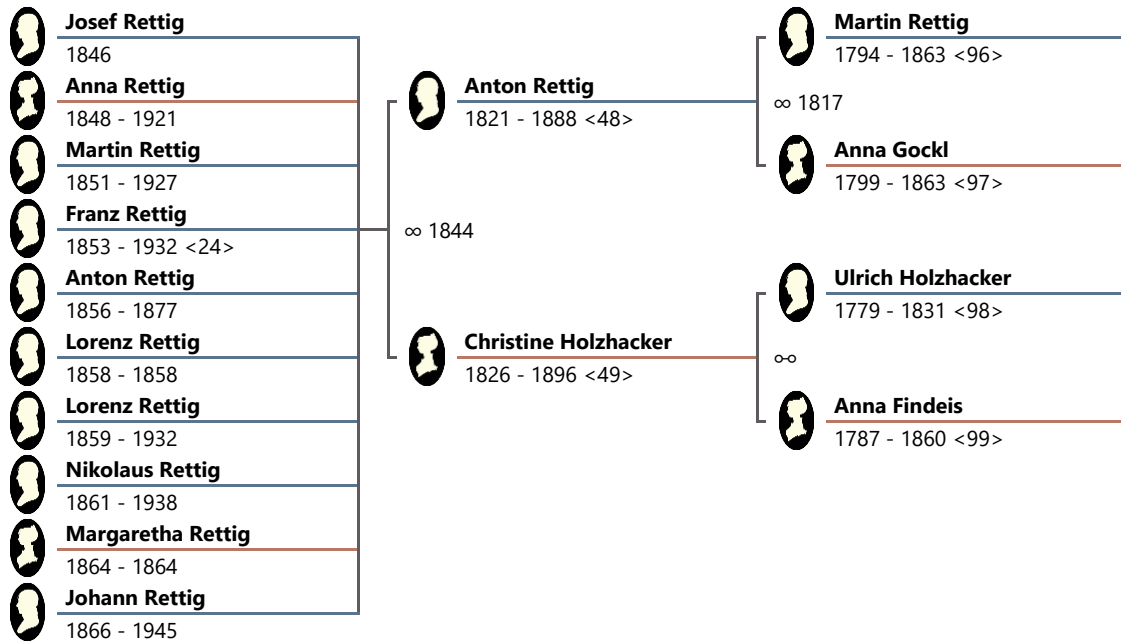 Josef Rettig
1846
Anna Rettig
1848 - 1921
Martin Rettig
1851 - 1927
Franz Rettig
1853 - 1932 <24>
Anton Rettig
1856 - 1877
Lorenz Rettig
1858 - 1858
Lorenz Rettig
1859 - 1932
Nikolaus Rettig
1861 - 1938
Margaretha Rettig
1864 - 1864
Johann Rettig
1866 - 1945
Anton Rettig
1821 - 1888 <48>
∞ 1844
Christine Holzhacker
1826 - 1896 <49>
Martin Rettig
1794 - 1863 <96>
∞ 1817
Anna Gockl
1799 - 1863 <97>
Ulrich Holzhacker
1779 - 1831 <98>
⚯
Anna Findeis
1787 - 1860 <99>